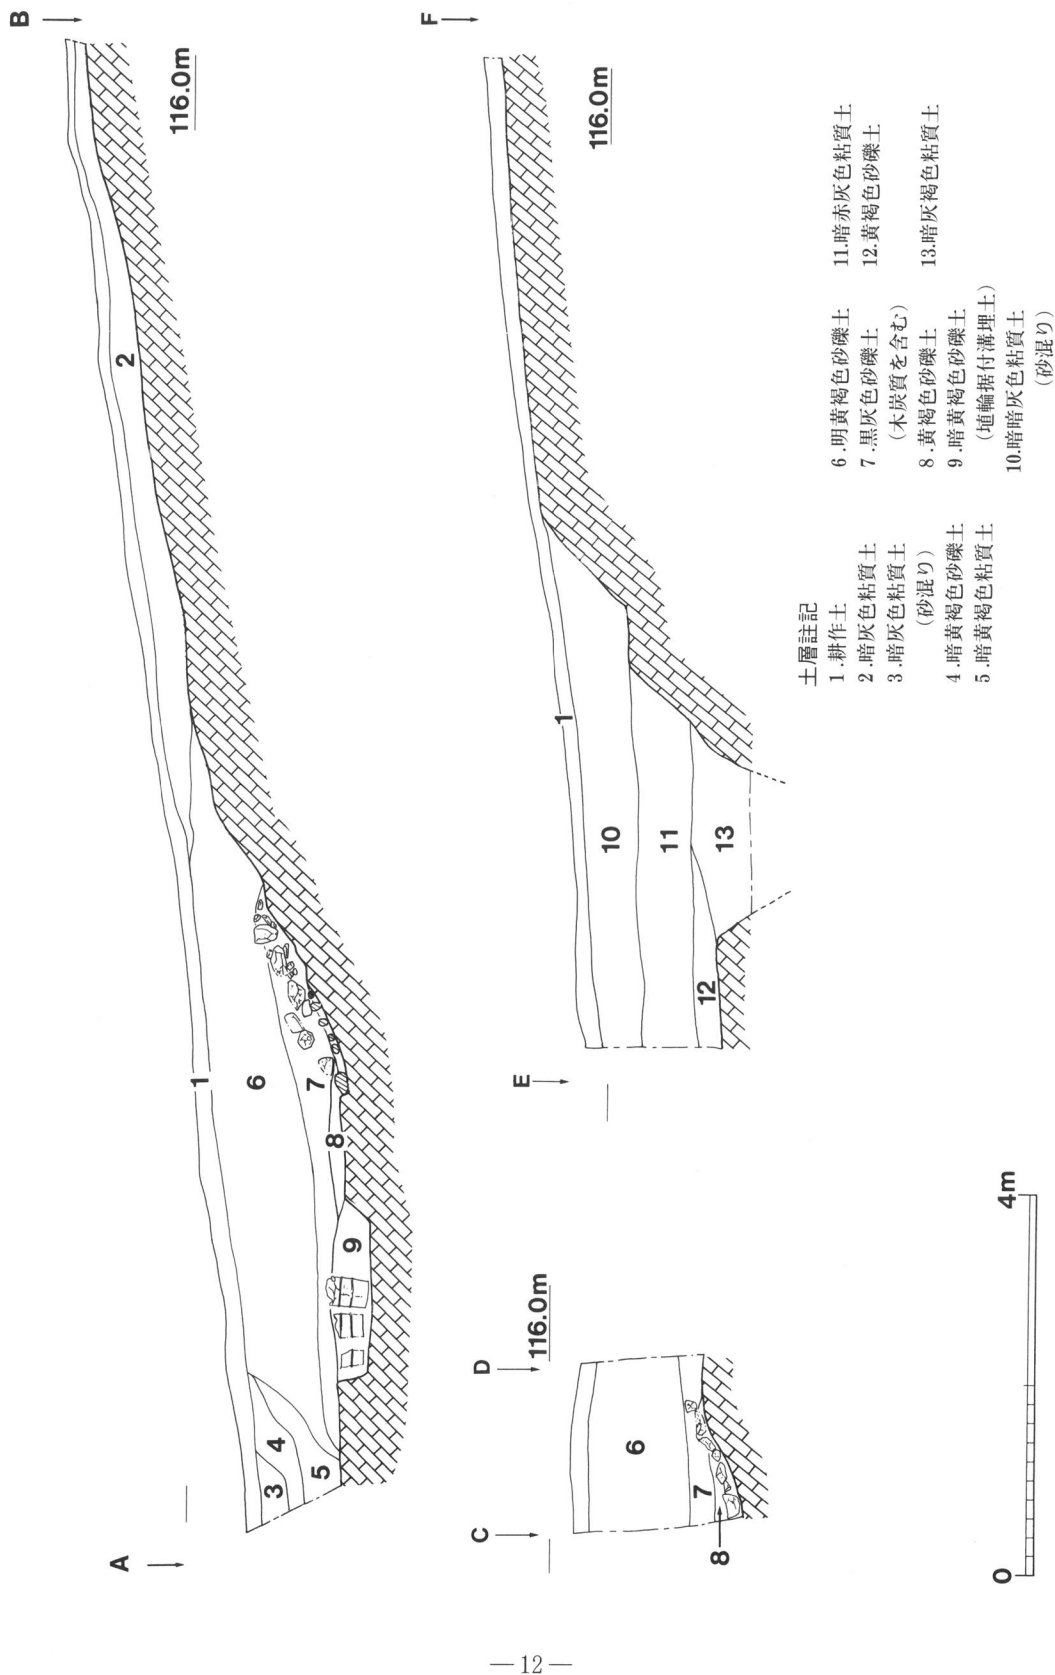 A
B
116.0m
1
2
3
4
5
6
7
8
9
C
D
116.0m
6
7
8
E
F
116.0m
1
10
11
12
13
土層註記
1.耕作土
2.暗灰色粘質土
3.暗灰色粘質土
(砂混り)
4.暗黄褐色砂礫土
5.暗黄褐色粘質土
6.明黄褐色砂礫土
7.黒灰色砂礫土
(木炭質を含む)
8.黄褐色砂礫土
9.暗黄褐色砂礫土
(埴輪据付溝埋土)
10.暗暗灰色粘質土
(砂混り)
11.暗赤灰色粘質土
12.黄褐色砂礫土
13.暗灰褐色粘質土
0 4m
—12—